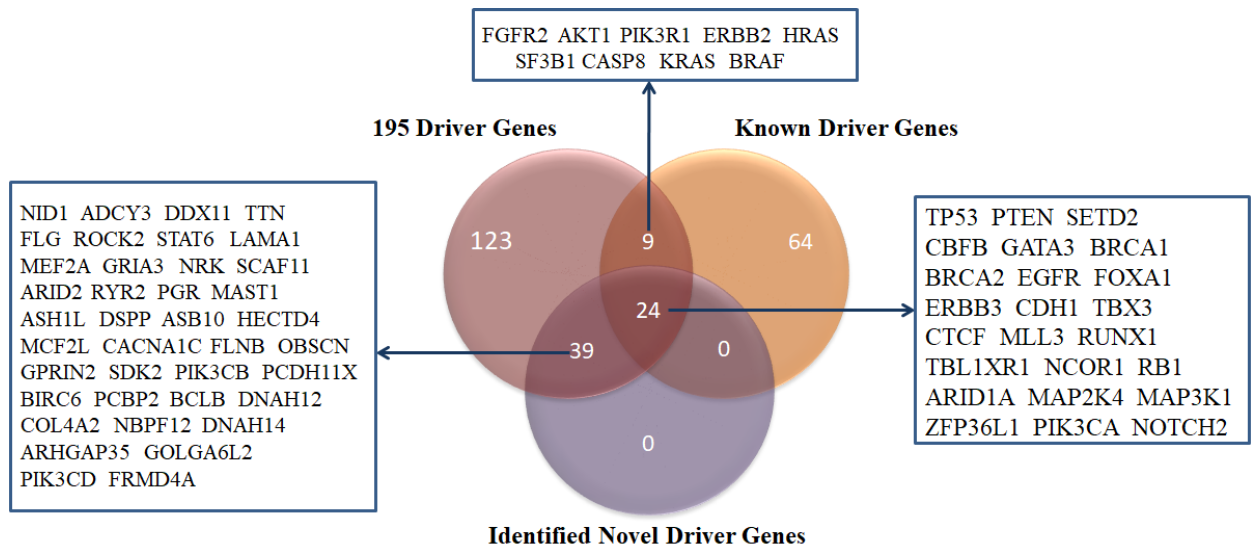 FGFR2 AKT1 PIK3R1 ERBB2 HRAS
SF3B1 CASP8 KRAS BRAF
195 Driver Genes
Known Driver Genes
NID1 ADCY3 DDX11 TTN
FLG ROCK2 STAT6 LAMA1
MEF2A GRIA3 NRK SCAF11
ARID2 RYR2 PGR MAST1
ASH1L DSPP ASB10 HECTD4
MCF2L CACNA1C FLNB OBSCN
GPRIN2 SDK2 PIK3CB PCDH11X
BIRC6 PCBP2 BCLB DNAH12
COL4A2 NBPF12 DNAH14
ARHGAP35 GOLGA6L2
PIK3CD FRMD4A
123
9
64
24
39
0
0
TP53 PTEN SETD2
CBFB GATA3 BRCA1
BRCA2 EGFR FOXA1
ERBB3 CDH1 TBX3
CTCF MLL3 RUNX1
TBL1XR1 NCOR1 RB1
ARID1A MAP2K4 MAP3K1
ZFP36L1 PIK3CA NOTCH2
Identified Novel Driver Genes